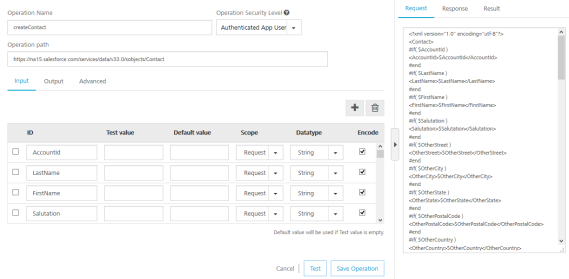 Operation Name
Operation Security Level
createContact
Authenticated App User
Operation path
https://na15.salesforce.com/services/data/v33.0/sobjects/Contact
Input
Output
Advanced
ID
Test value
Default value
Scope
Datatype
Encode
AccountId
Request
String
LastName
Request
String
FirstName
Request
String
Salutation
Request
String
Default value will be used if Test value is empty.
Cancel
Test
Save Operation
Request
Response
Result
<?xml version="1.0" encoding="utf-8"?>
<Contact>
#if( $AccountId )
<AccountId>$AccountId</AccountId>
#end
#if( $LastName )
<LastName>$LastName</LastName>
#end
#if( $FirstName )
<FirstName>$FirstName</FirstName>
#end
#if( $Salutation )
<Salutation>$Salutation</Salutation>
#end
#if( $OtherStreet )
<OtherStreet>$OtherStreet</OtherStreet>
#end
#if( $OtherCity )
<OtherCity>$OtherCity</OtherCity>
#end
#if( $OtherState )
<OtherState>$OtherState</OtherState>
#end
#if( $OtherPostalCode )
<OtherPostalCode>$OtherPostalCode</OtherPostalCode>
#end
#if( $OtherCountry )
<OtherCountry>$OtherCountry</OtherCountry>